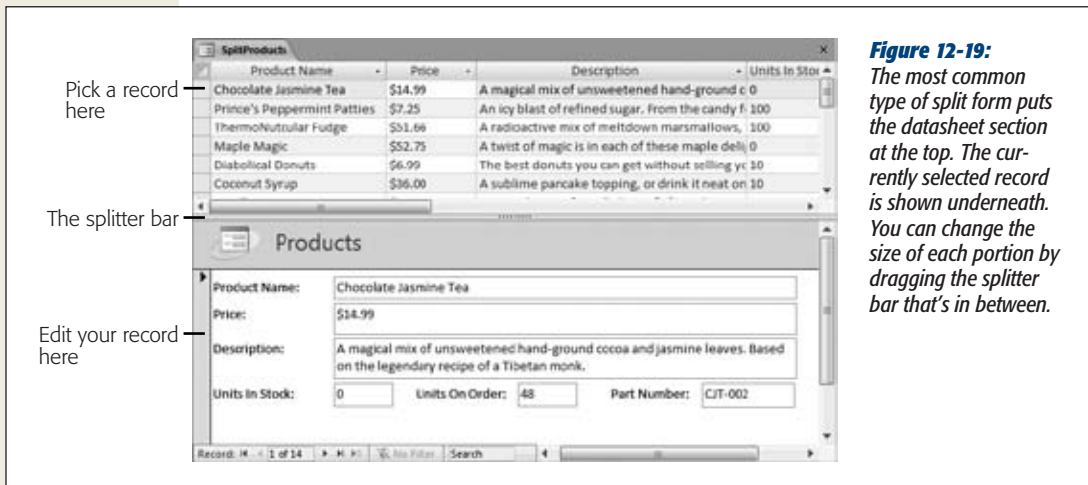 SplitProducts
Product Name Price Description Units In Stor
Chocolate Jasmine Tea $14.99 A magical mix of unsweetened hand-ground c 0
Prince's Peppermint Patties $7.25 An icy blast of refined sugar. From the candy f 100
ThermoNutcular Fudge $51.66 A radioactive mix of meltdown marsmallows, 100
Maple Magic $52.75 A twist of magic is in each of these maple deli 0
Diabolical Donuts $6.99 The best donuts you can get without selling yc 10
Coconut Syrup $36.00 A sublime pancake topping, or drink it neat on 10
Pick a record
here
The splitter bar
Products
Product Name: Chocolate Jasmine Tea
Price: $14.99
Description: A magical mix of unsweetened hand-ground cocoa and jasmine leaves. Based
on the legendary recipe of a Tibetan monk.
Units In Stock: 0 Units On Order: 48 Part Number: CJT-002
Edit your record
here
Record: 1 of 14 No Filter Search
Figure 12-19:
The most common
type of split form puts
the datasheet section
at the top. The cur-
rently selected record
is shown underneath.
You can change the
size of each portion by
dragging the splitter
bar that's in between.